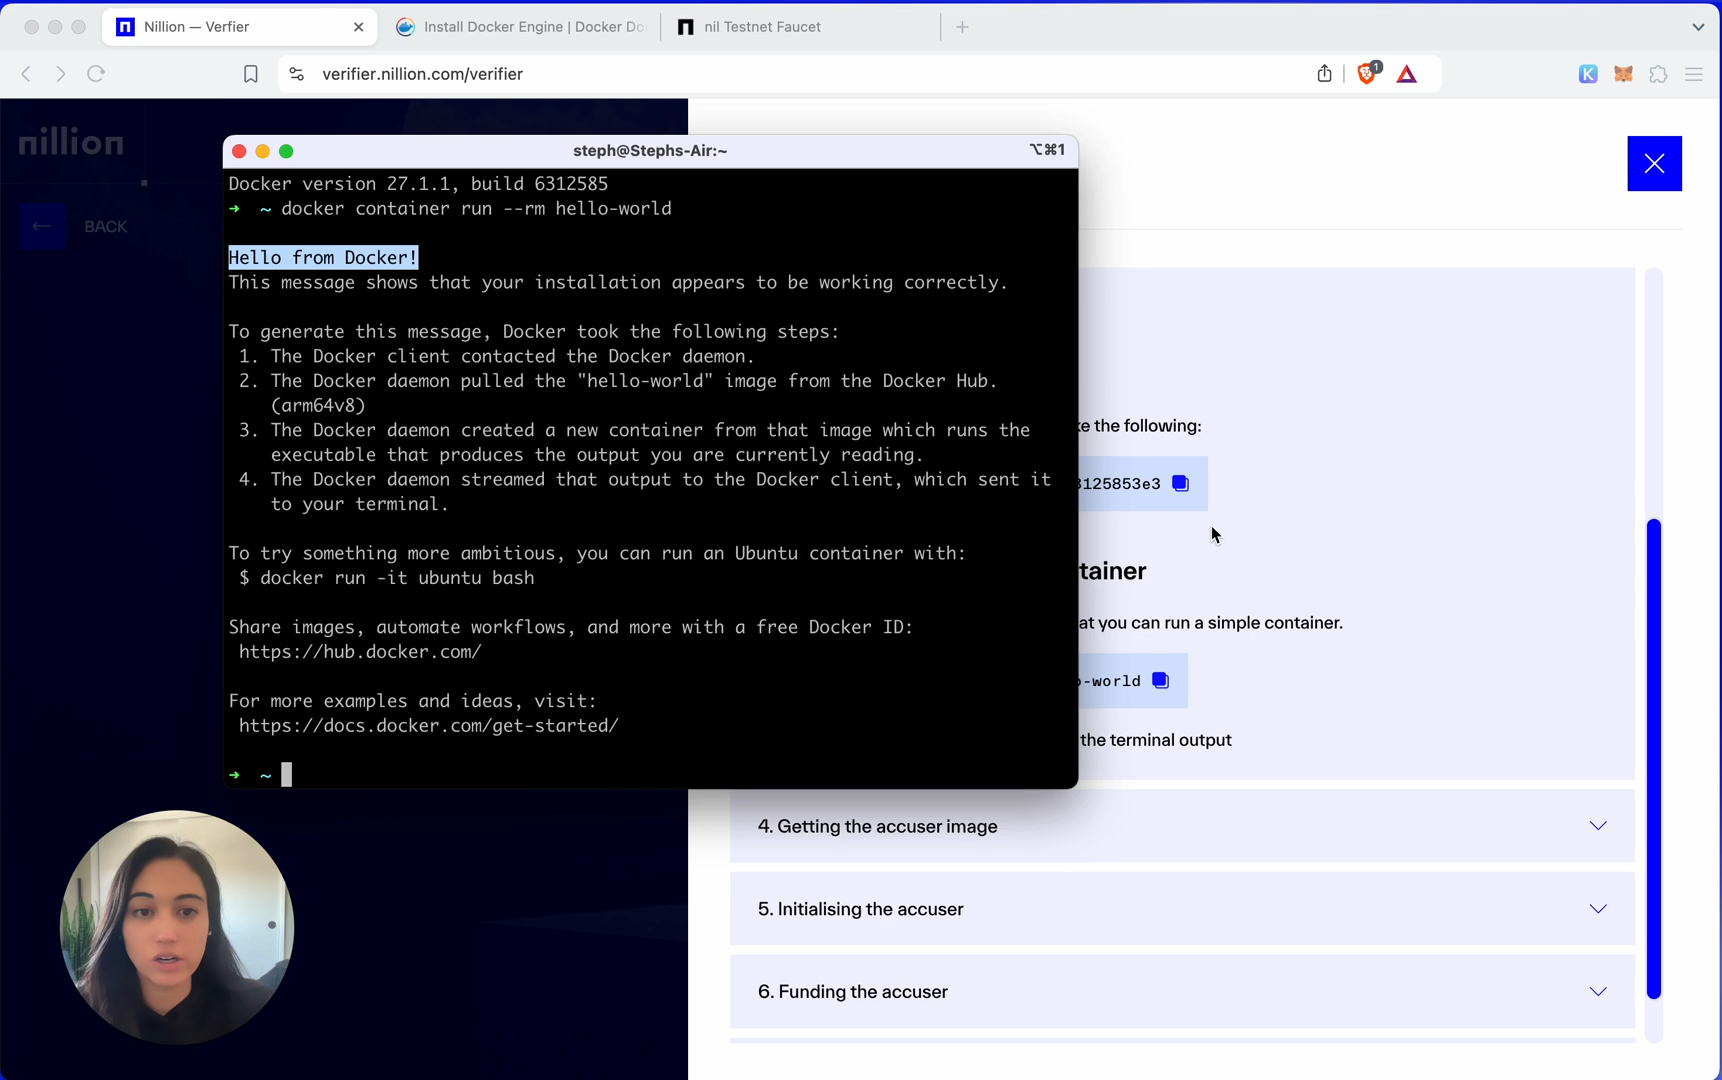 Nillion — Verfier
Install Docker Engine | Docker Do
nil Testnet Faucet
verifier.nillion.com/verifier
1
K
nillion
BACK
steph@Stephs-Air:~
⌥⌘1
Docker version 27.1.1, build 6312585
➜ ~ docker container run --rm hello-world
Hello from Docker!
This message shows that your installation appears to be working correctly.
To generate this message, Docker took the following steps:
1. The Docker client contacted the Docker daemon.
2. The Docker daemon pulled the "hello-world" image from the Docker Hub.
(arm64v8)
3. The Docker daemon created a new container from that image which runs the
executable that produces the output you are currently reading.
4. The Docker daemon streamed that output to the Docker client, which sent it
to your terminal.
To try something more ambitious, you can run an Ubuntu container with:
$ docker run -it ubuntu bash
Share images, automate workflows, and more with a free Docker ID:
https://hub.docker.com/
For more examples and ideas, visit:
https://docs.docker.com/get-started/
➜ ~
ke the following:
3125853e3
tainer
at you can run a simple container.
o-world
the terminal output
4. Getting the accuser image
5. Initialising the accuser
6. Funding the accuser